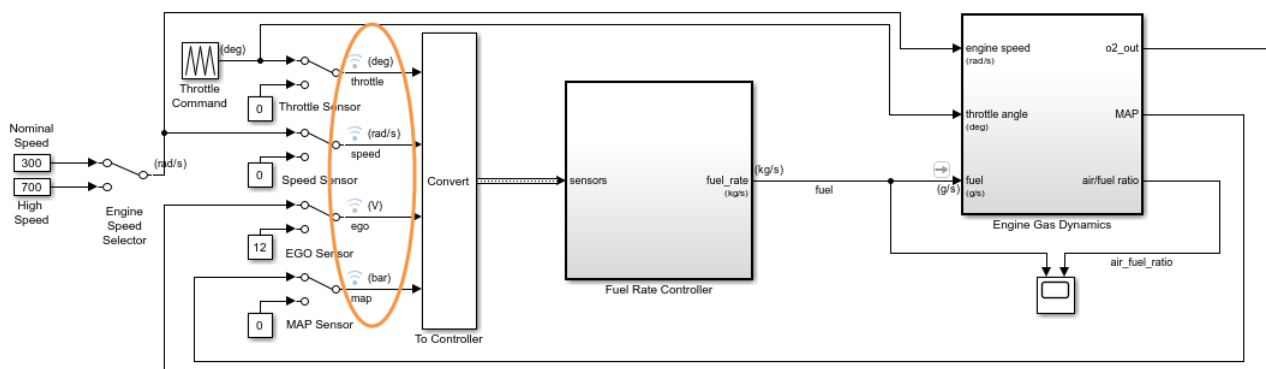 (deg)
Throttle
Command
0
Throttle Sensor
(deg)
throttle
Nominal
Speed
300
700
High
Speed
(rad/s)
Engine
Speed
Selector
0
Speed Sensor
(rad/s)
speed
12
EGO Sensor
(V)
ego
0
MAP Sensor
(bar)
map
Convert
To Controller
sensors
fuel_rate
(kg/s)
Fuel Rate Controller
(kg/s)
fuel
(g/s)
engine speed
(rad/s)
throttle angle
(deg)
fuel
(g/s)
o2_out
MAP
air/fuel ratio
Engine Gas Dynamics
air_fuel_ratio